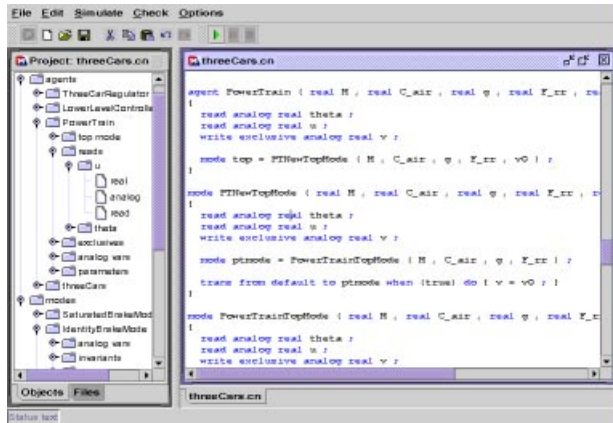 File Edit Simulate Check Options
Project: threeCars.cn
agents
ThreeCarRegulator
LowerLevelControlle
PowerTrain
top mode
reads
u
real
analog
read
theta
exclusives
analog vars
parameters
threeCars
modes
SaturatedBrakeMod
IdentityBrakeMode
analog vars
invariants
Objects Files
threeCars.cn
agent PowerTrain ( real M , real C_air , real g , real F_rr , re
{
read analog real theta ;
read analog real u ;
write exclusive analog real v ;
mode top = PTNewTopMode ( M , C_air , g , F_rr , v0 ) ;
}
mode PTNewTopMode ( real M , real C_air , real g , real F_rr , r
{
read analog real theta ;
read analog real u ;
write exclusive analog real v ;
mode ptmode = PowerTrainTopMode ( M , C_air , g , F_rr ) ;
trans from default to ptmode when (true) do { v = v0 ; }
}
mode PowerTrainTopMode ( real M , real C_air , real g , real F_r
{
read analog real theta ;
read analog real u ;
write exclusive analog real v ;
threeCars.cn
Status text